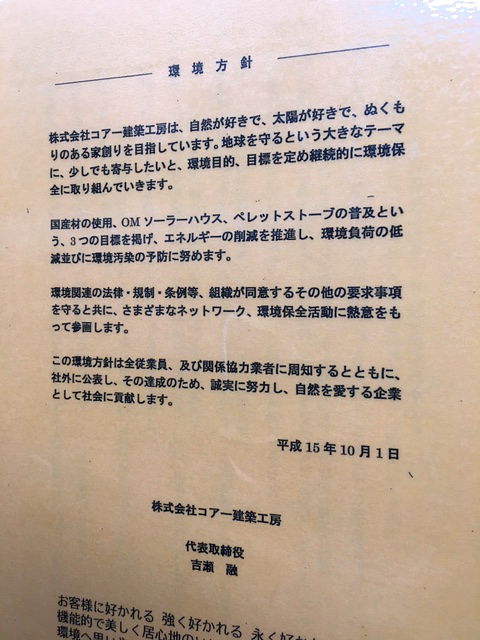 環境方針
株式会社コアー建築工房は、自然が好きで、太陽が好きで、ぬくも
りのある家創りを目指しています。地球を守るという大きなテーマ
に、少しでも寄与したいと、環境目的、目標を定め継続的に環境保
全に取り組んでいきます。
国産材の使用、OMソーラーハウス、ペレットストーブの普及とい
う、3つの目標を掲げ、エネルギーの削減を推進し、環境負荷の低
減並びに環境汚染の予防に努めます。
環境関連の法律・規制・条例等、組織が同意するその他の要求事項
を守ると共に、さまざまなネットワーク、環境保全活動に熱意をも
って参画します。
この環境方針は全従業員、及び関係協力業者に周知するとともに、
社外に公表し、その達成のため、誠実に努力し、自然を愛する企業
として社会に貢献します。
平成15年10月1日
株式会社コアー建築工房
代表取締役
吉瀬 融
お客様に好かれる 強く好かれる 永く好か
機能的で美しく居心地の
環境へ思い